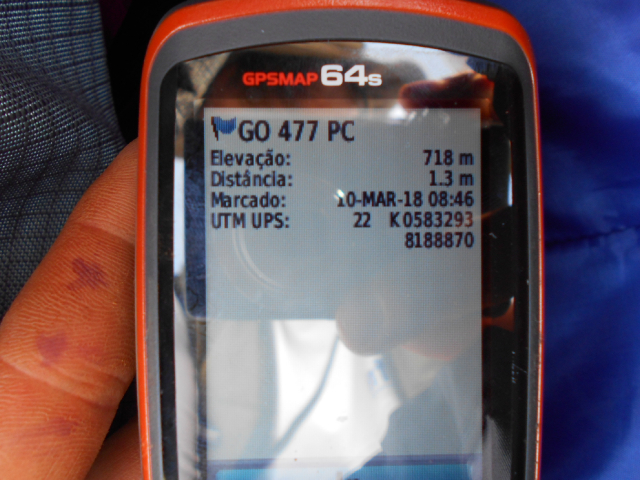 GPSMAP 64s
GO 477 PC
Elevação: 718 m
Distância: 1.3 m
Marcado: 10-MAR-18 08:46
UTM UPS: 22 K 0583293
8188870